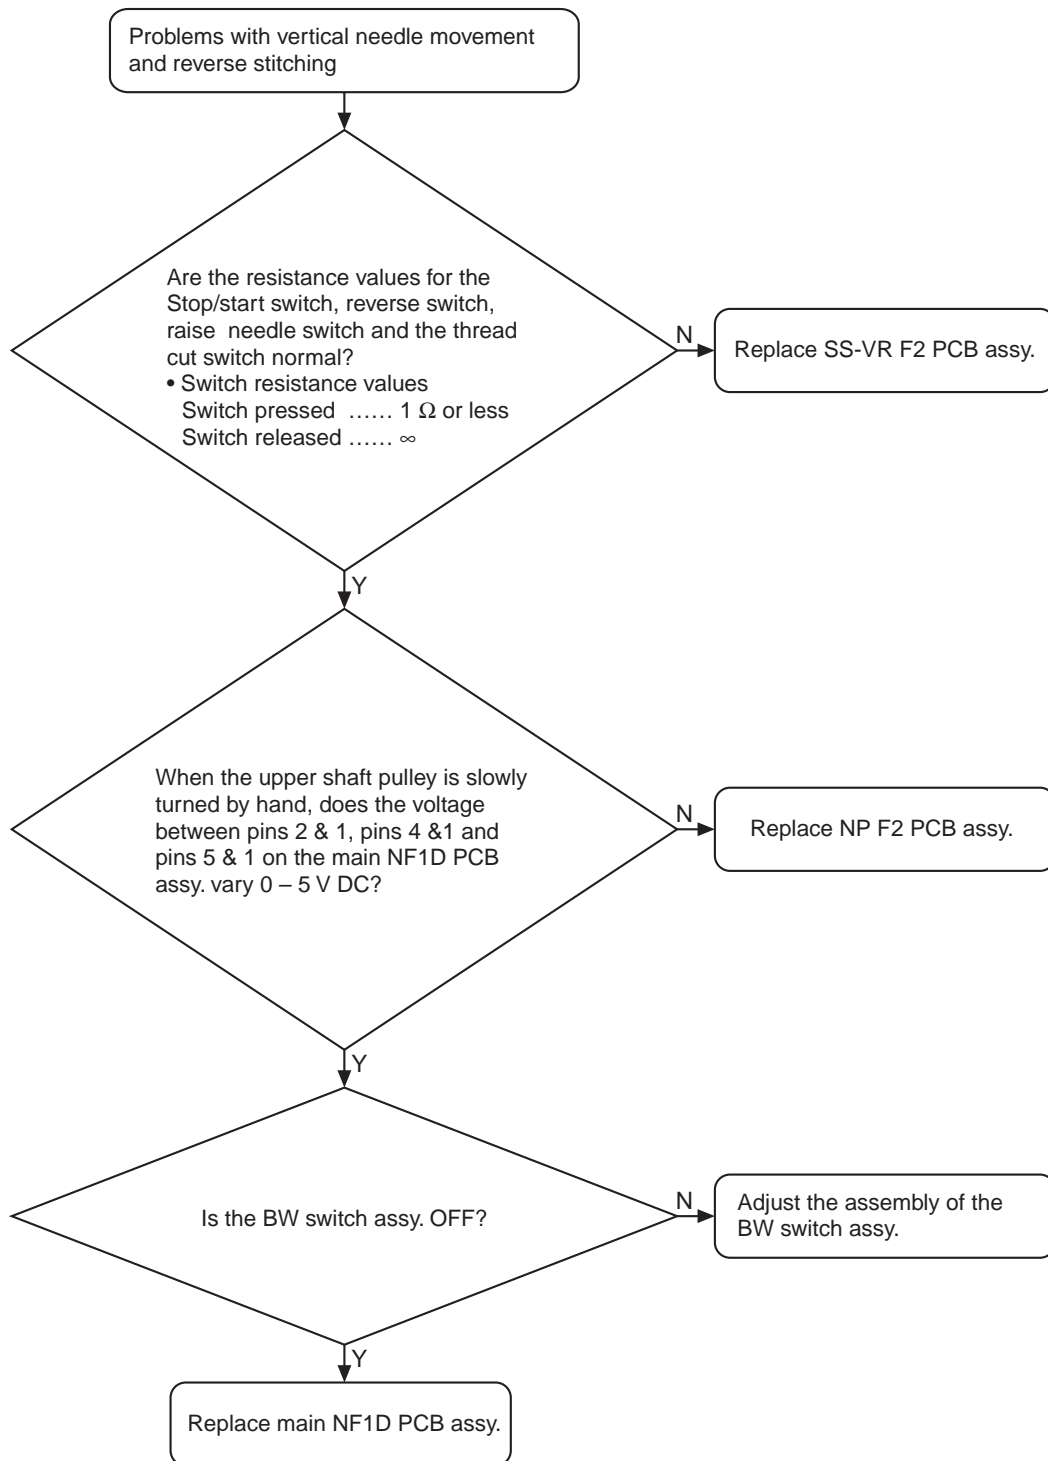 Problems with vertical needle movement
and reverse stitching
Are the resistance values for the
Stop/start switch, reverse switch,
raise  needle switch and the thread
cut switch normal?
• Switch resistance values
Switch pressed …… 1 Ω or less
Switch released …… ∞
N
Replace SS-VR F2 PCB assy.
Y
When the upper shaft pulley is slowly
turned by hand, does the voltage
between pins 2 & 1, pins 4 &1 and
pins 5 & 1 on the main NF1D PCB
assy. vary 0 – 5 V DC?
N
Replace NP F2 PCB assy.
Y
Is the BW switch assy. OFF?
N
Adjust the assembly of the
BW switch assy.
Y
Replace main NF1D PCB assy.